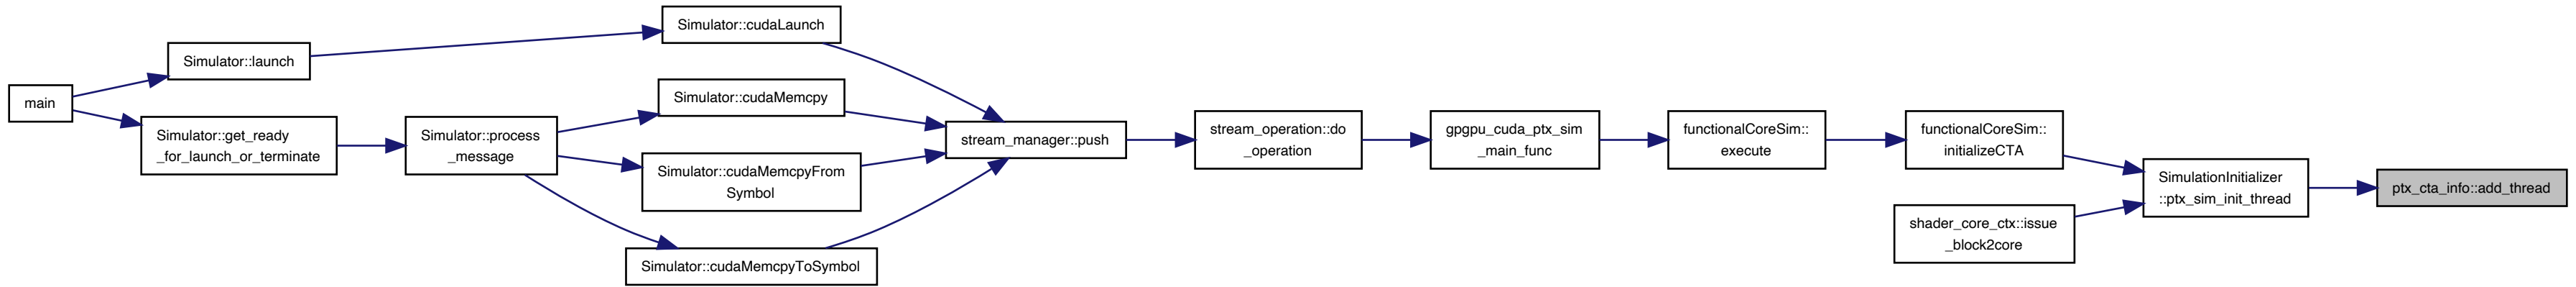 main
Simulator::launch
Simulator::get_ready
_for_launch_or_terminate
Simulator::process
_message
Simulator::cudaLaunch
Simulator::cudaMemcpy
Simulator::cudaMemcpyFrom
Symbol
Simulator::cudaMemcpyToSymbol
stream_manager::push
stream_operation::do
_operation
gpgpu_cuda_ptx_sim
_main_func
functionalCoreSim::
execute
functionalCoreSim::
initializeCTA
shader_core_ctx::issue
_block2core
SimulationInitializer
::ptx_sim_init_thread
ptx_cta_info::add_thread